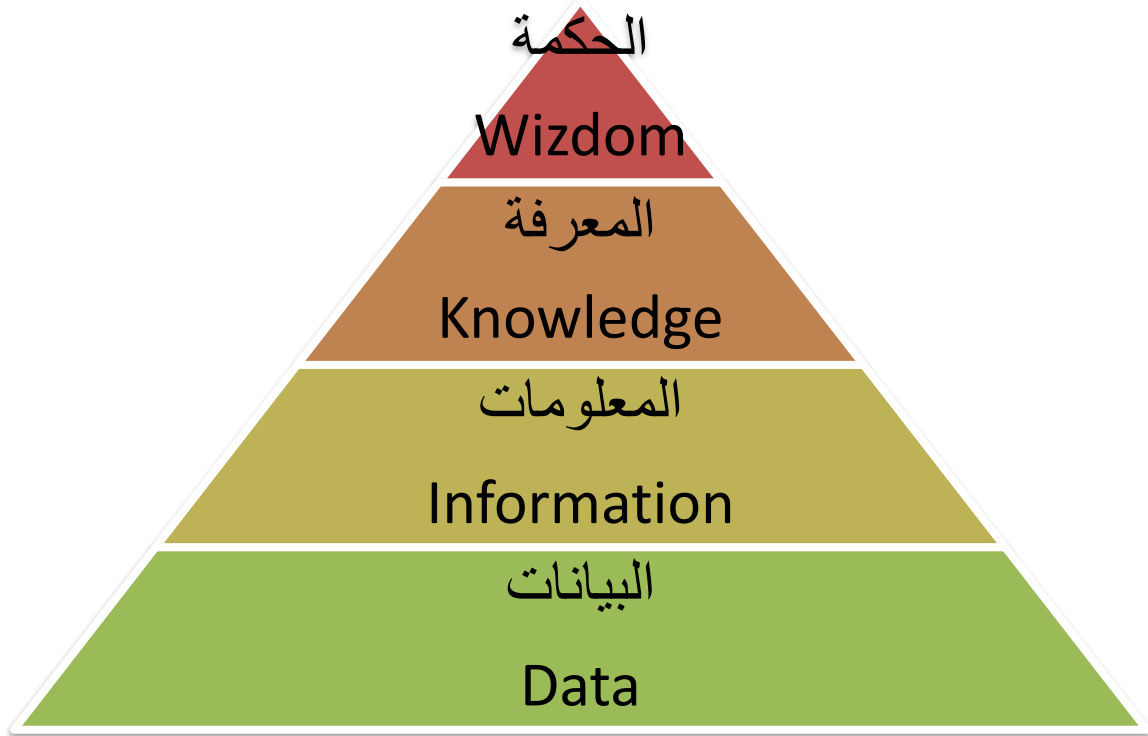 الحكمة
Wizdom
المعرفة
Knowledge
المعلومات
Information
البيانات
Data